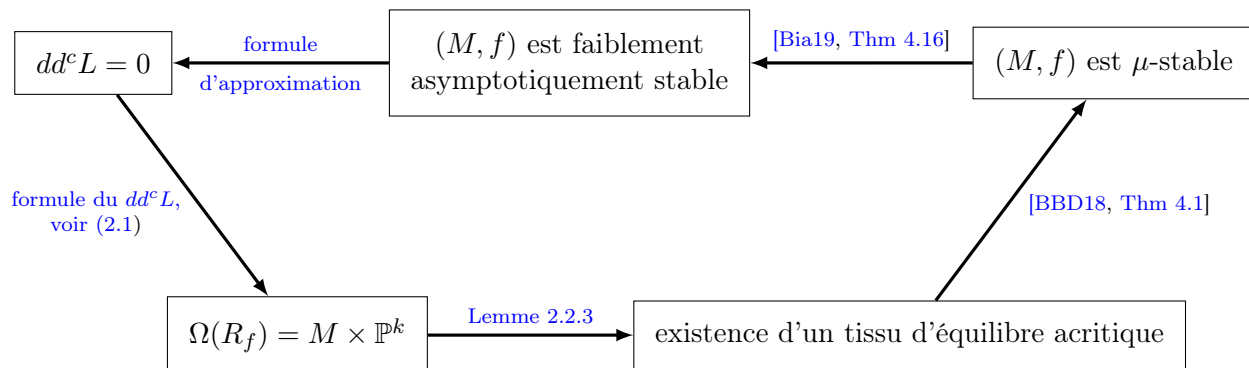 dd^cL = 0
formule
d'approximation
(M, f) est faiblement
asymptotiquement stable
[Bia19, Thm 4.16]
(M, f) est μ-stable
formule du dd^cL,
voir (2.1)
[BBD18, Thm 4.1]
Ω(R_f) = M × ℙ^k
Lemme 2.2.3
existence d'un tissu d'équilibre acritique